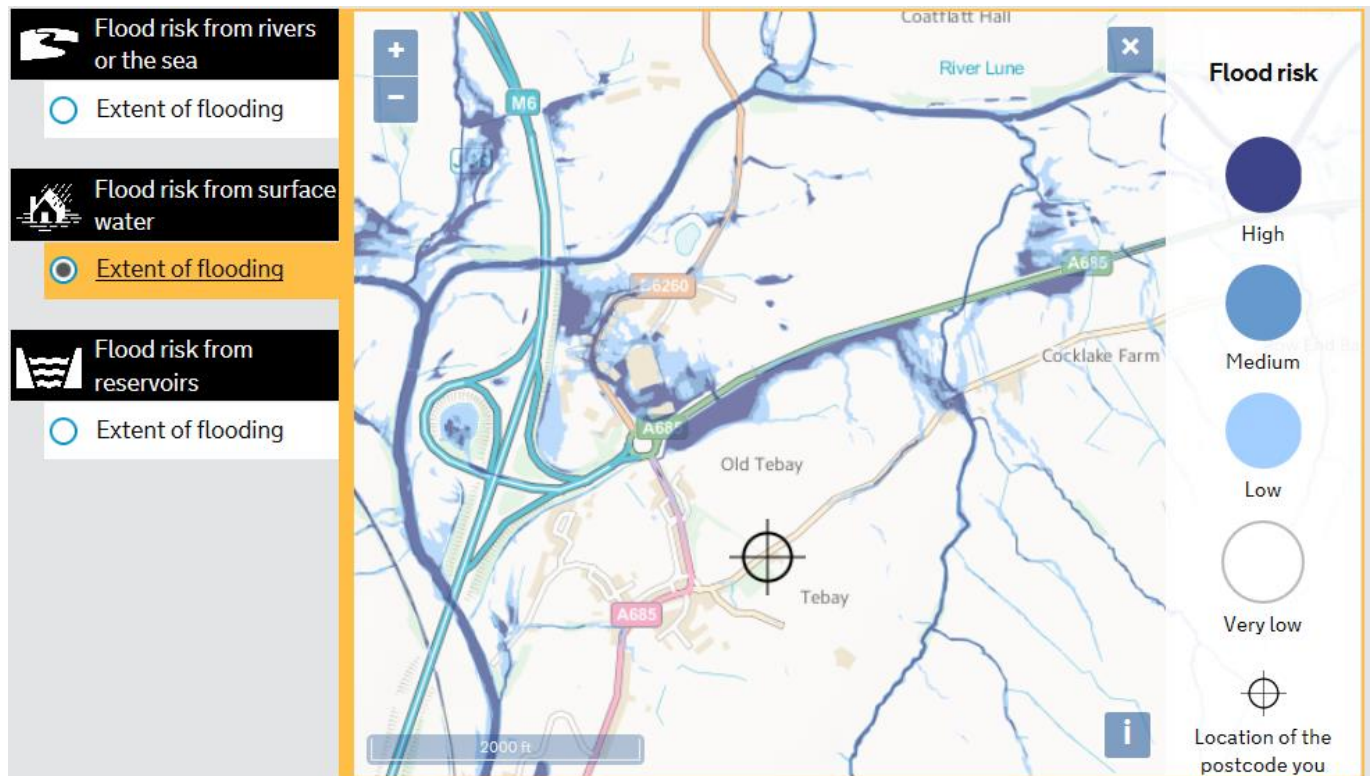 Flood risk from rivers
or the sea
Extent of flooding
Flood risk from surface
water
Extent of flooding
Flood risk from
reservoirs
Extent of flooding
+
−
×
Coatflatt Hall
River Lune
M6
B6260
A685
Cocklake Farm
A685
Old Tebay
Tebay
A685
2000 ft
i
Flood risk
High
Medium
Low
Very low
Location of the
postcode you